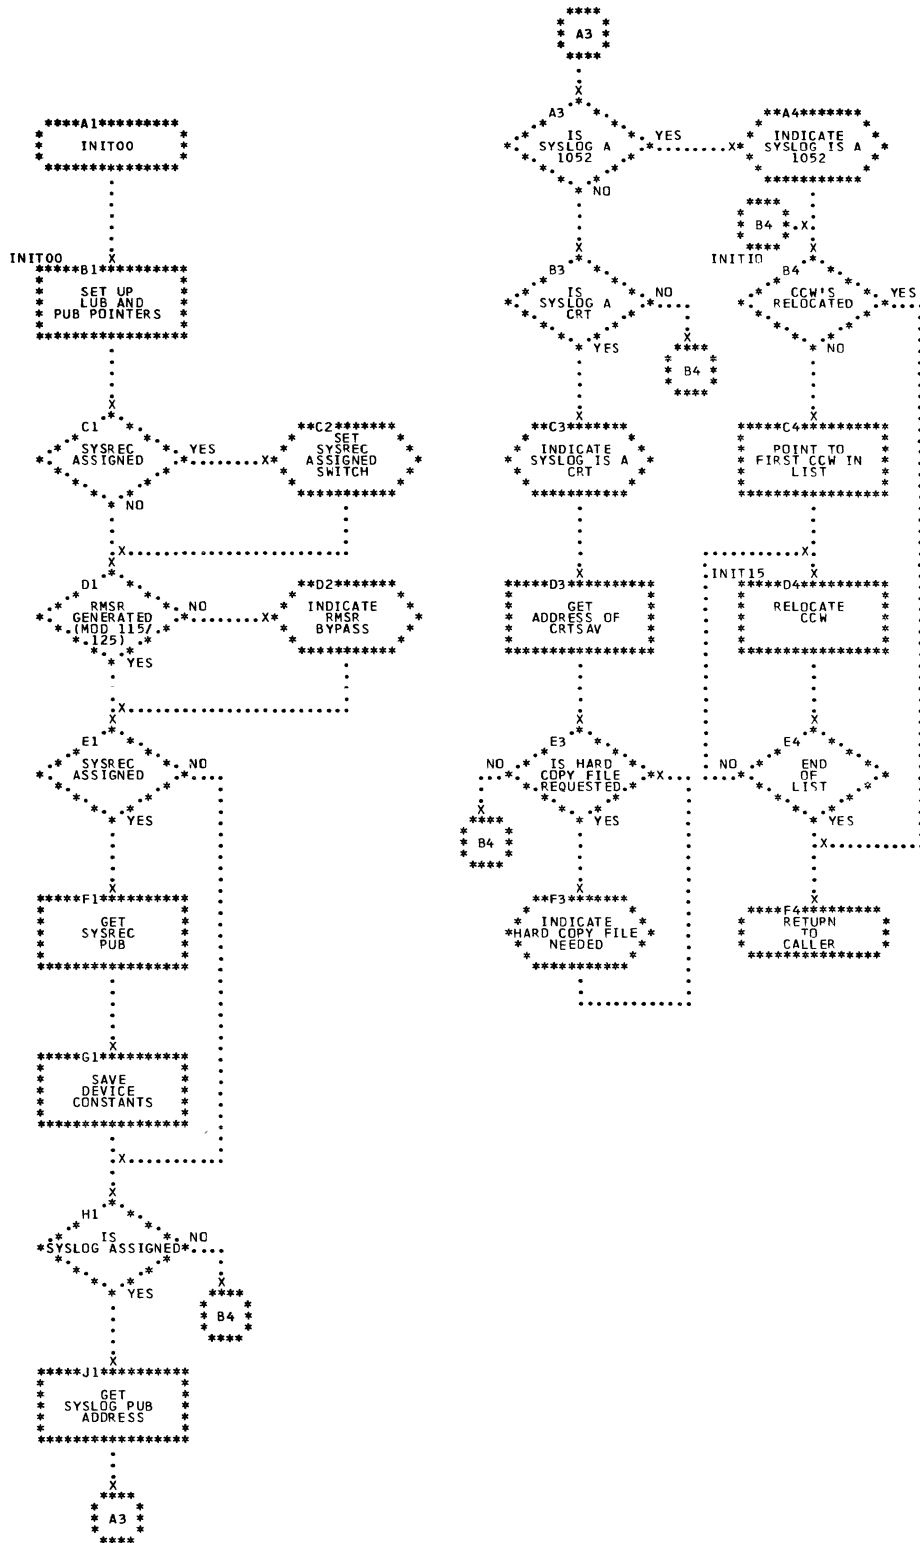 A1
INIT00
INIT00
B1
SET UP
LUB AND
PUB POINTERS
C1
SYSREC
ASSIGNED
YES
NO
C2
SET
SYSREC
ASSIGNED
SWITCH
D1
RMSR
GENERATED
(MOD 115/
125)
NO
YES
D2
INDICATE
RMSR
BYPASS
E1
SYSREC
ASSIGNED
NO
YES
F1
GET
SYSREC
PUB
G1
SAVE
DEVICE
CONSTANTS
H1
IS
SYSLOG ASSIGNED
NO
YES
B4
J1
GET
SYSLOG PUB
ADDRESS
A3
A3
A3
IS
SYSLOG A
1052
YES
NO
B3
IS
SYSLOG A
CRT
NO
YES
B4
C3
INDICATE
SYSLOG IS A
CRT
D3
GET
ADDRESS OF
CRTSAV
E3
IS HARD
COPY FILE
REQUESTED
NO
YES
B4
F3
INDICATE
HARD COPY FILE
NEEDED
A4
INDICATE
SYSLOG IS A
1052
B4
INIT10
B4
CCW'S
RELOCATED
YES
NO
C4
POINT TO
FIRST CCW IN
LIST
INIT15
D4
RELOCATE
CCW
E4
END
OF
LIST
NO
YES
F4
RETURN
TO
CALLER